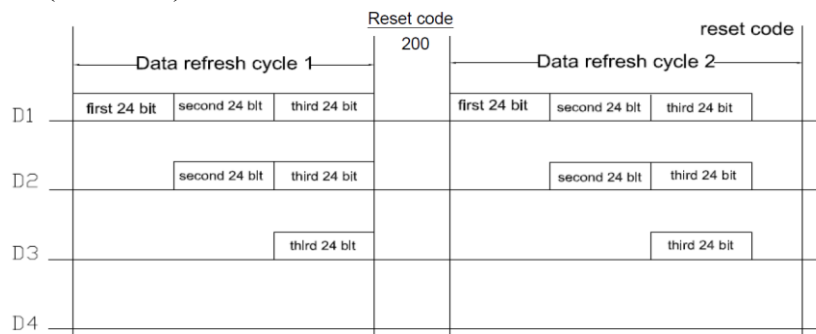 Reset code
reset code
200
Data refresh cycle 1
Data refresh cycle 2
D1
first 24 bit
second 24 blt
third 24 bit
first 24 bit
second 24 blt
third 24 bit
D2
second 24 blt
third 24 bit
second 24 blt
third 24 bit
D3
third 24 blt
third 24 bit
D4